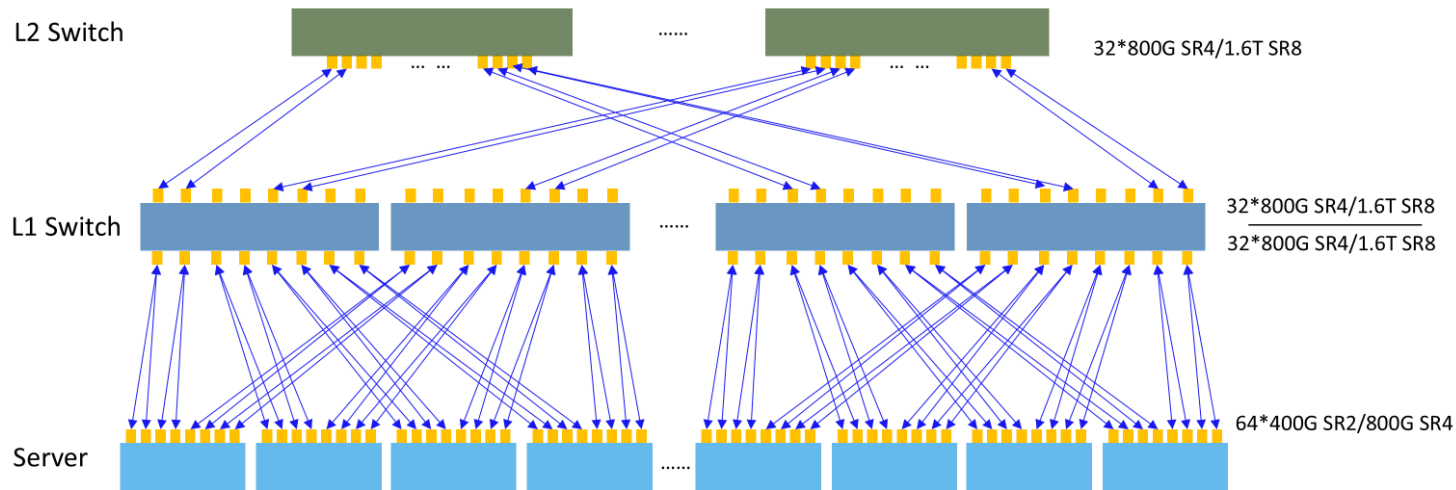 L2 Switch
......
32*800G SR4/1.6T SR8
... ...
... ...
L1 Switch
......
32*800G SR4/1.6T SR8
32*800G SR4/1.6T SR8
64*400G SR2/800G SR4
Server
......